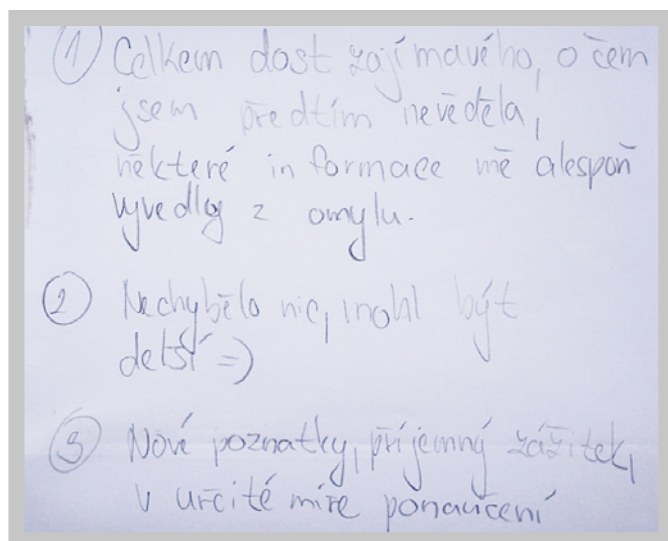 ① Celkem dost zajímavého, o čem
jsem předtím nevěděla,
některé informace mě alespoň
vyvedly z omylu.
② Nechybělo nic, mohl být
delší =)
③ Nové poznatky, příjemný zážitek,
v určité míře ponaučení